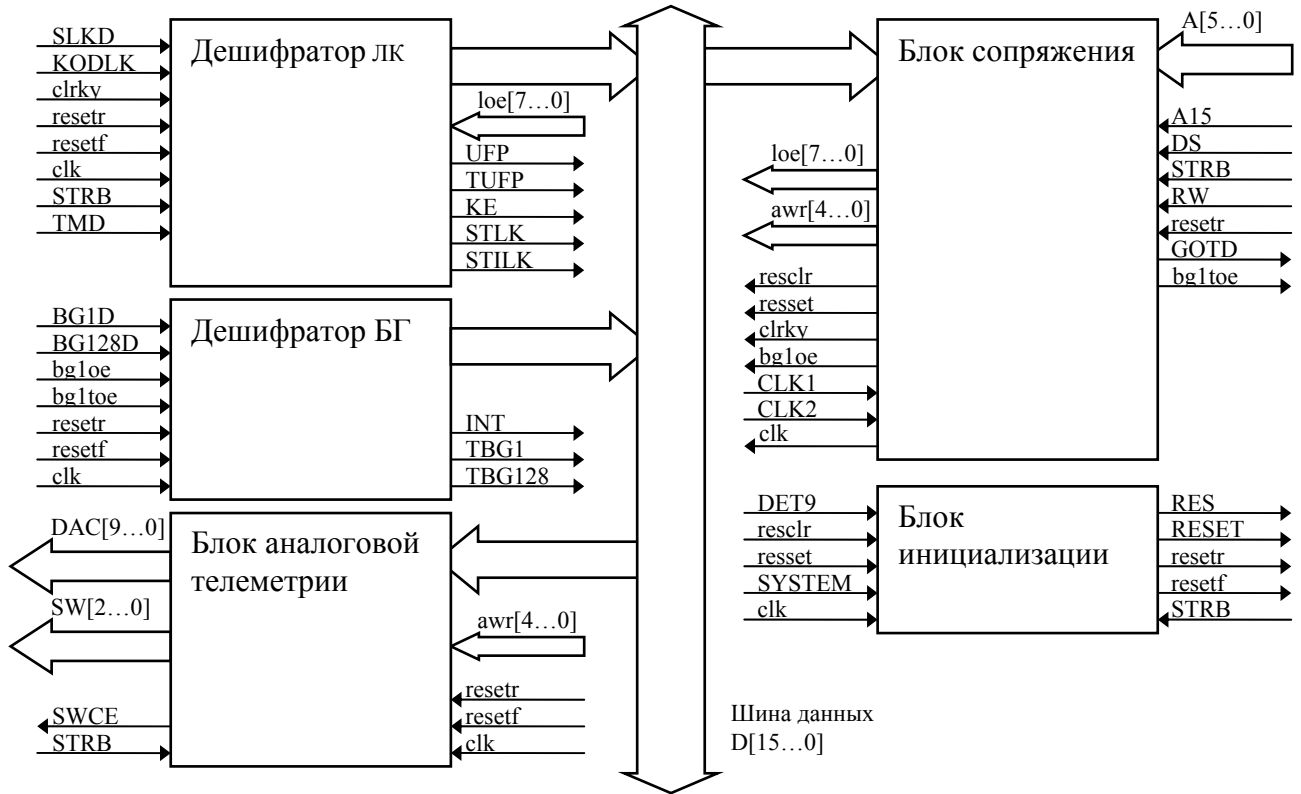 SLKD
KODLK
clrky
resetr
resetf
clk
STRB
TMD
Дешифратор ЛК
loe[7…0]
UFP
TUFP
KE
STLK
STILK
BG1D
BG128D
bg1oe
bg1toe
resetr
resetf
clk
Дешифратор БГ
INT
TBG1
TBG128
DAC[9…0]
SW[2…0]
SWCE
STRB
Блок аналоговой
телеметрии
awr[4…0]
resetr
resetf
clk
Шина данных
D[15…0]
loe[7…0]
awr[4…0]
resclr
resset
clrky
bg1oe
CLK1
CLK2
clk
Блок сопряжения
A[5…0]
A15
DS
STRB
RW
resetr
GOTD
bg1toe
DET9
resclr
resset
SYSTEM
clk
Блок
инициализации
RES
RESET
resetr
resetf
STRB